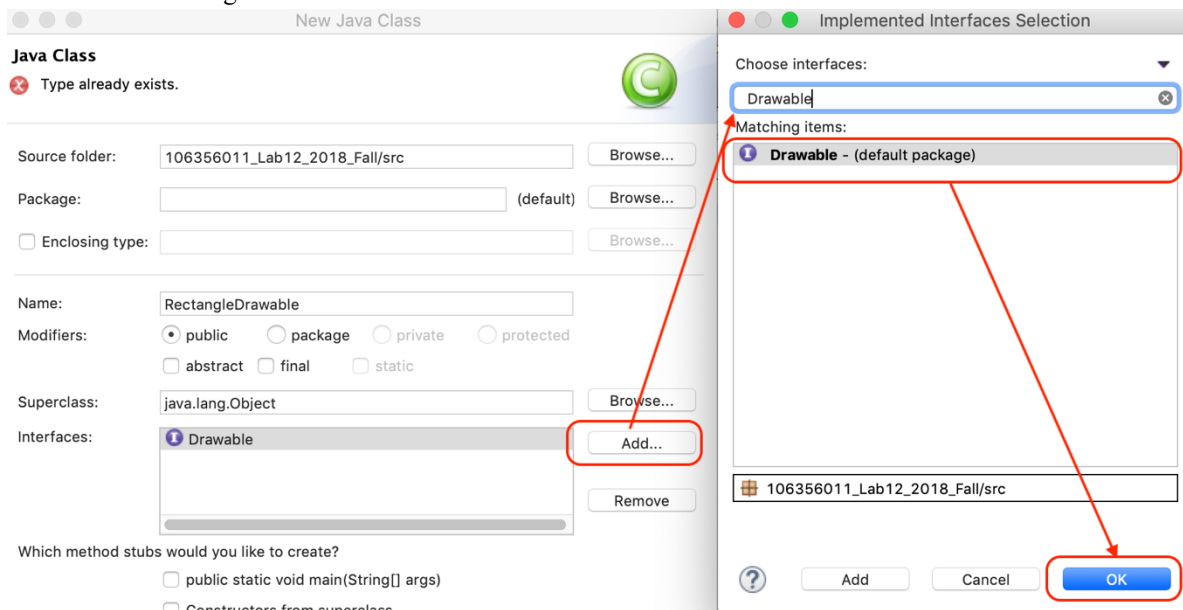 New Java Class
Java Class
Type already exists.
Source folder: 106356011_Lab12_2018_Fall/src Browse...
Package: (default) Browse...
Enclosing type: Browse...
Name: RectangleDrawable
Modifiers: public package private protected
abstract final static
Superclass: java.lang.Object Browse...
Interfaces: Drawable Add...
Remove
Which method stubs would you like to create?
public static void main(String[] args)
Constructors from superclass
Implemented Interfaces Selection
Choose interfaces:
Drawable
Matching items:
Drawable - (default package)
106356011_Lab12_2018_Fall/src
? Add Cancel OK